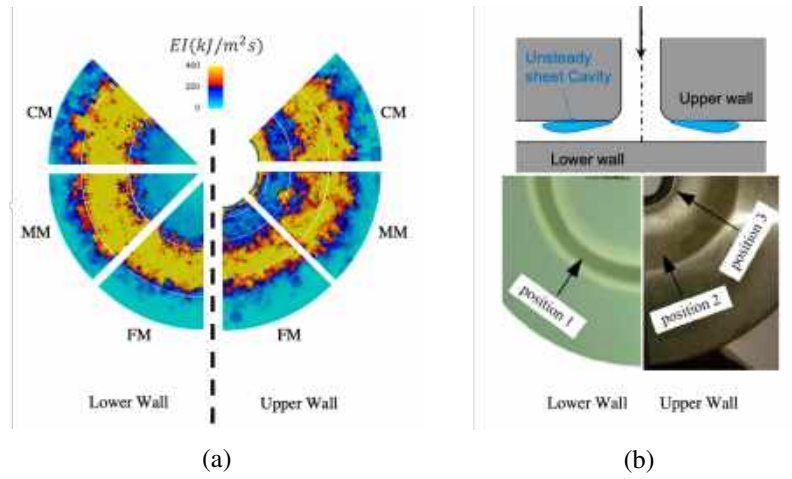 EI(kJ/m²s)
400
200
0
CM
CM
MM
MM
FM
FM
Lower Wall
Upper Wall
(a)
Unsteady
sheet Cavity
Upper wall
Lower wall
position 1
position 2
position 3
Lower Wall
Upper Wall
(b)